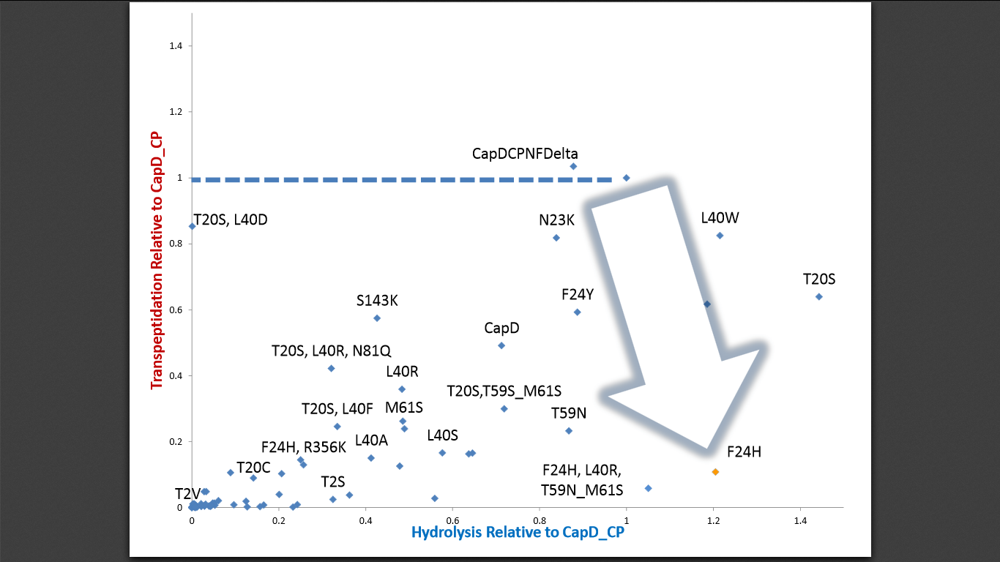 1.4
1.2
CapDCPNFDelta
1
T20S, L40D
N23K
L40W
0.8
T20S
F24Y
S143K
0.6
CapD
T20S, L40R, N81Q
L40R
0.4
T20S,T59S_M61S
T20S, L40F
M61S
T59N
L40S
L40A
0.2
F24H, R356K
F24H
T20C
F24H, L40R,
T59N_M61S
T2S
T2V
0
0
0.2
0.4
0.6
0.8
1
1.2
1.4
Hydrolysis Relative to CapD_CP
Transpeptidation Relative to CapD_CP